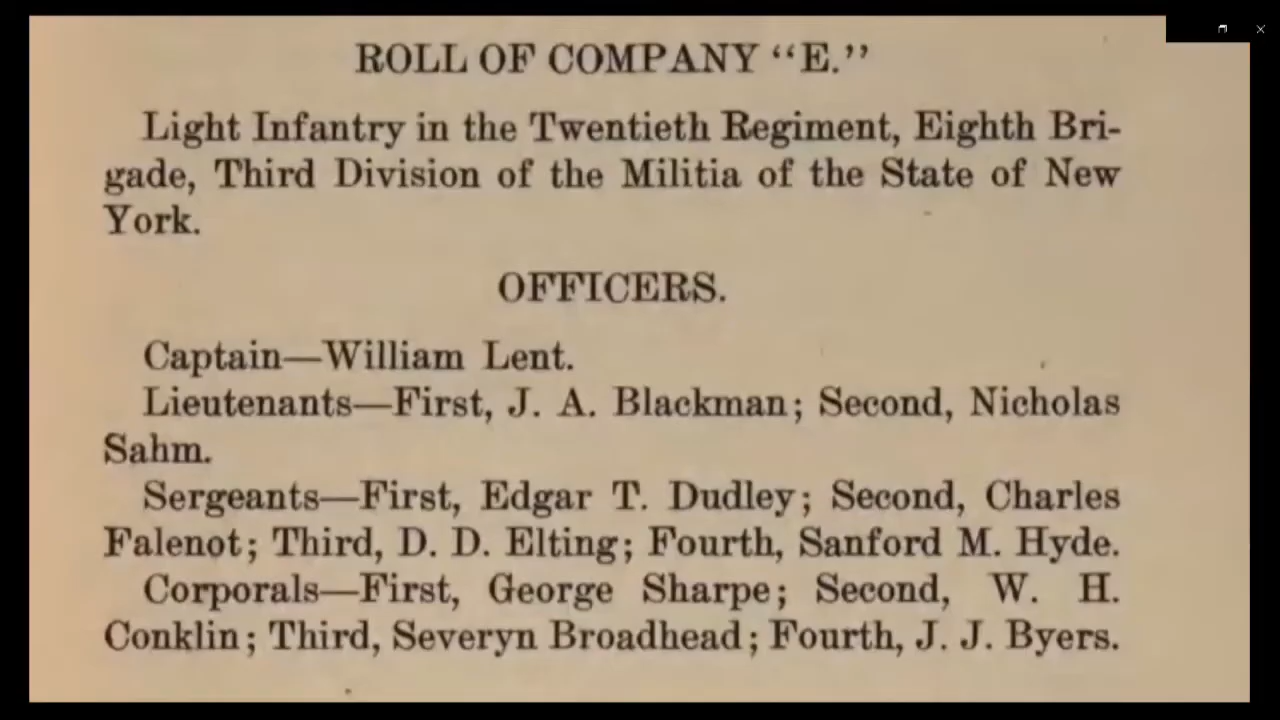 ROLL OF COMPANY “E.”
Light Infantry in the Twentieth Regiment, Eighth Bri-
gade, Third Division of the Militia of the State of New
York.
OFFICERS.
Captain—William Lent.
Lieutenants—First, J. A. Blackman; Second, Nicholas
Sahm.
Sergeants—First, Edgar T. Dudley; Second, Charles
Falenot; Third, D. D. Elting; Fourth, Sanford M. Hyde.
Corporals—First, George Sharpe; Second, W. H.
Conklin; Third, Severyn Broadhead; Fourth, J. J. Byers.